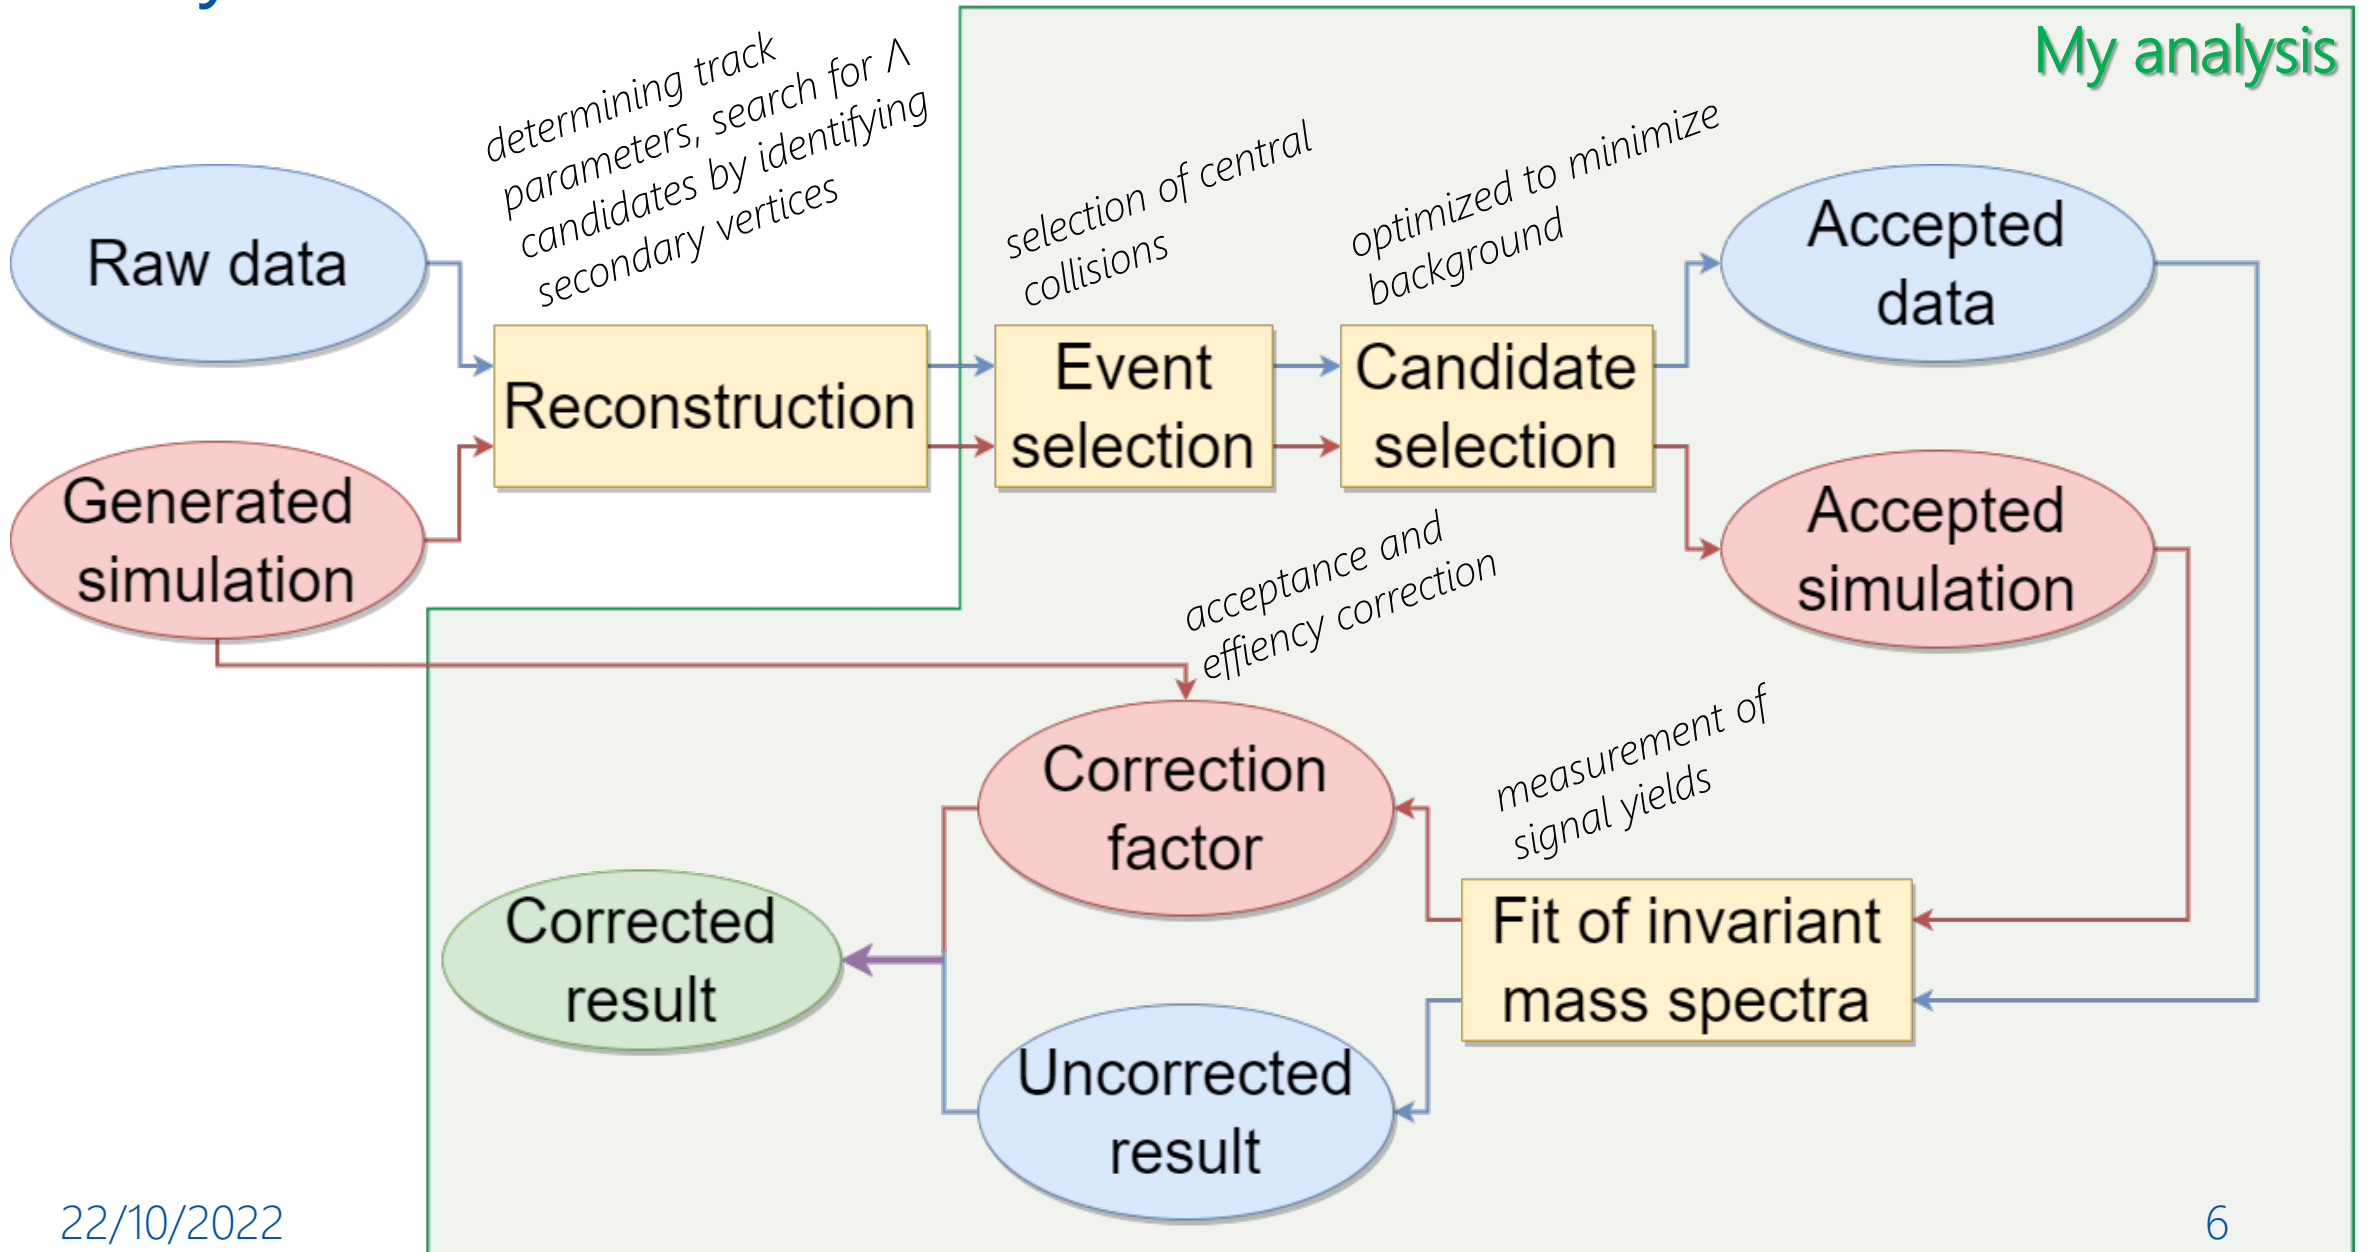 My analysis
determining track
parameters, search for Λ
candidates by identifying
secondary vertices
selection of central
collisions
optimized to minimize
background
Raw data
Accepted
data
Reconstruction
Event
selection
Candidate
selection
Generated
simulation
Accepted
simulation
acceptance and
effiency correction
Correction
factor
measurement of
signal yields
Corrected
result
Fit of invariant
mass spectra
Uncorrected
result
22/10/2022
6